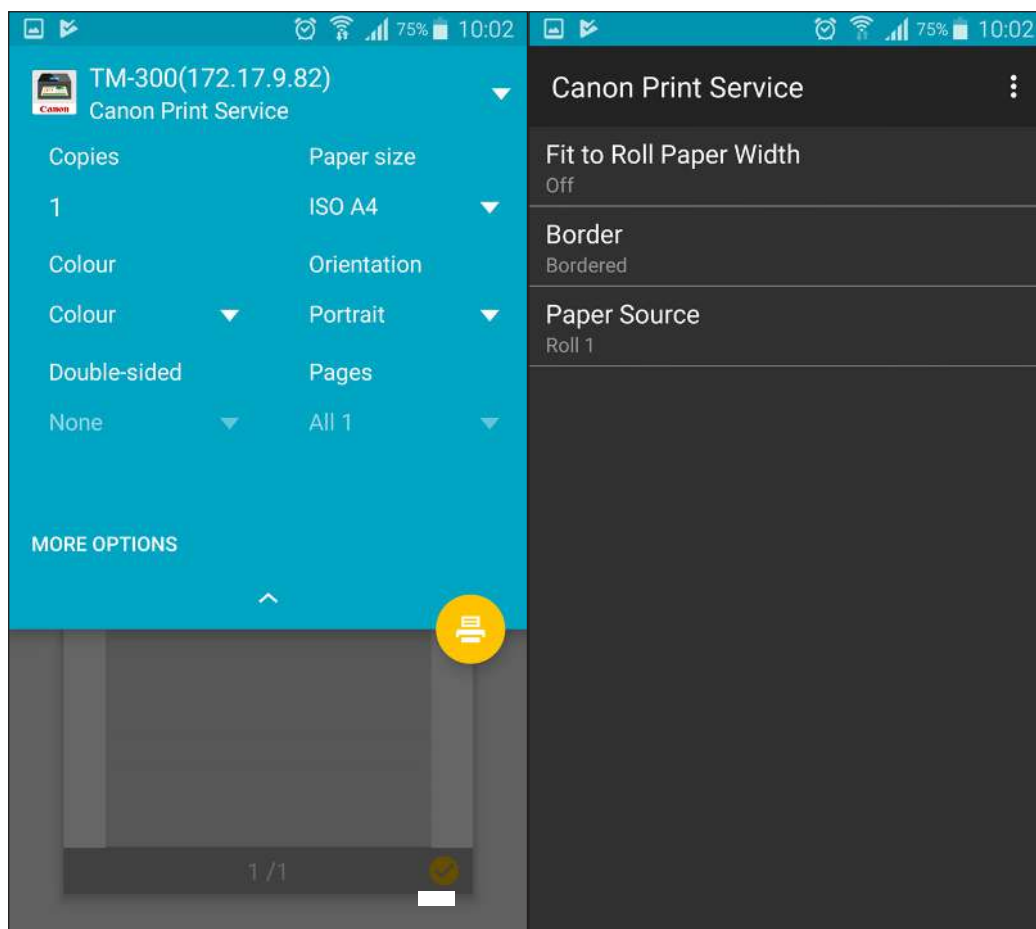 75% 10:02
TM-300(172.17.9.82)
Canon Canon Print Service
Copies Paper size
1 ISO A4
Colour Orientation
Colour Portrait
Double-sided Pages
None All 1
MORE OPTIONS
1 /1
75% 10:02
Canon Print Service
Fit to Roll Paper Width
Off
Border
Bordered
Paper Source
Roll 1